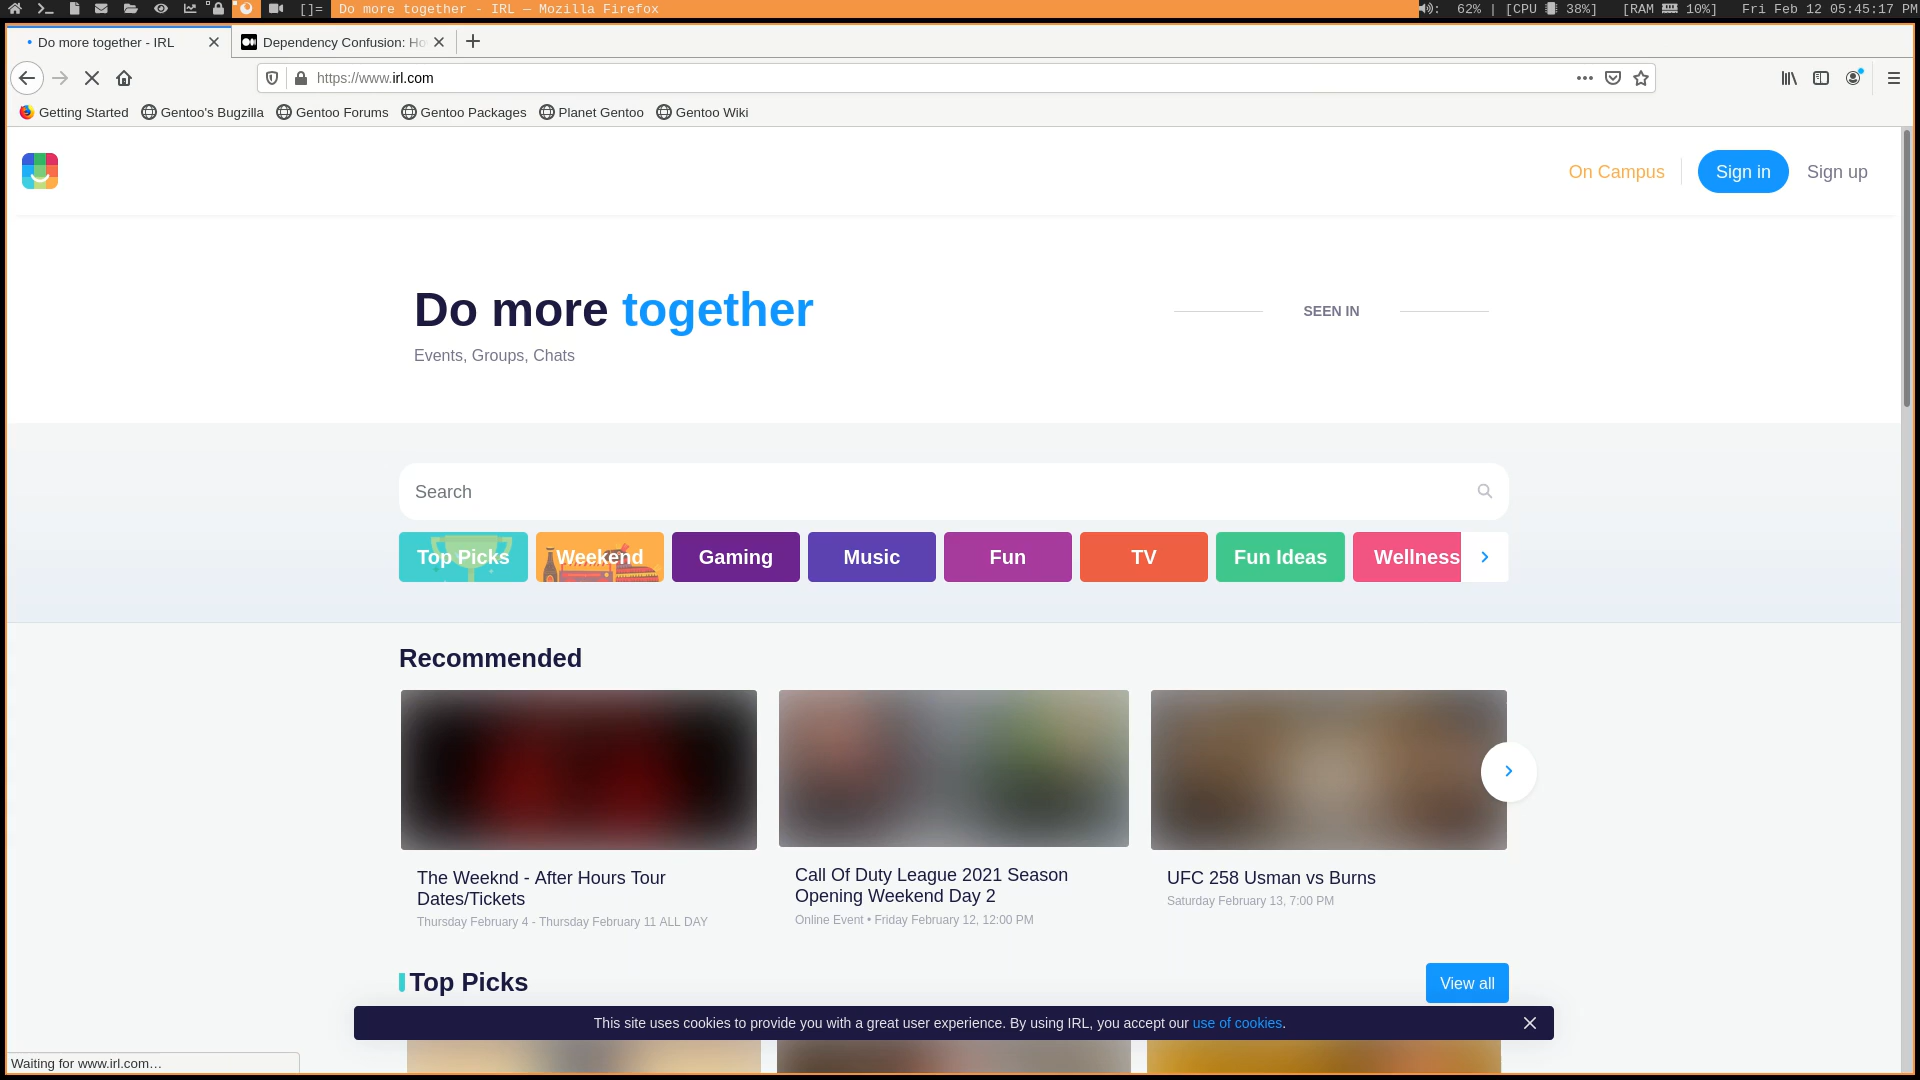 []= Do more together - IRL — Mozilla Firefox : 62% | [CPU 38%] [RAM 10%] Fri Feb 12 05:45:17 PM
• Do more together - IRL Dependency Confusion: Ho
https://www.irl.com
Getting Started Gentoo's Bugzilla Gentoo Forums Gentoo Packages Planet Gentoo Gentoo Wiki
On Campus Sign in Sign up
Do more together
SEEN IN
Events, Groups, Chats
Search
Top Picks Weekend Gaming Music Fun TV Fun Ideas Wellness
Recommended
The Weeknd - After Hours Tour
Dates/Tickets
Thursday February 4 - Thursday February 11 ALL DAY
Call Of Duty League 2021 Season
Opening Weekend Day 2
Online Event • Friday February 12, 12:00 PM
UFC 258 Usman vs Burns
Saturday February 13, 7:00 PM
Top Picks
View all
This site uses cookies to provide you with a great user experience. By using IRL, you accept our use of cookies.
Waiting for www.irl.com…